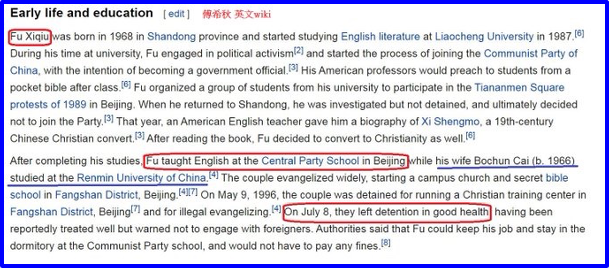 Early life and education [ edit ] 傅希秋 英文wiki
Fu Xiqiu was born in 1968 in Shandong province and started studying English literature at Liaocheng University in 1987.[6]
During his time at university, Fu engaged in political activism[2] and started the process of joining the Communist Party of
China, with the intention of becoming a government official.[3] His American professors would preach to students from a
pocket bible after class.[6] Fu organized a group of students from his university to participate in the Tiananmen Square
protests of 1989 in Beijing. When he returned to Shandong, he was investigated but not detained, and ultimately decided
not to join the Party.[3] That year, an American English teacher gave him a biography of Xi Shengmo, a 19th-century
Chinese Christian convert.[3] After reading the book, Fu decided to convert to Christianity as well.[6]
After completing his studies, Fu taught English at the Central Party School in Beijing while his wife Bochun Cai (b. 1966)
studied at the Renmin University of China.[4] The couple evangelized widely, starting a campus church and secret bible
school in Fangshan District, Beijing.[4][7] On May 9, 1996, the couple was detained for running a Christian training center in
Fangshan District, Beijing[7] and for illegal evangelizing.[4] On July 8, they left detention in good health, having been
reportedly treated well but warned not to engage with foreigners. Authorities said that Fu could keep his job and stay in the
dormitory at the Communist Party school, and would not have to pay any fines.[8]